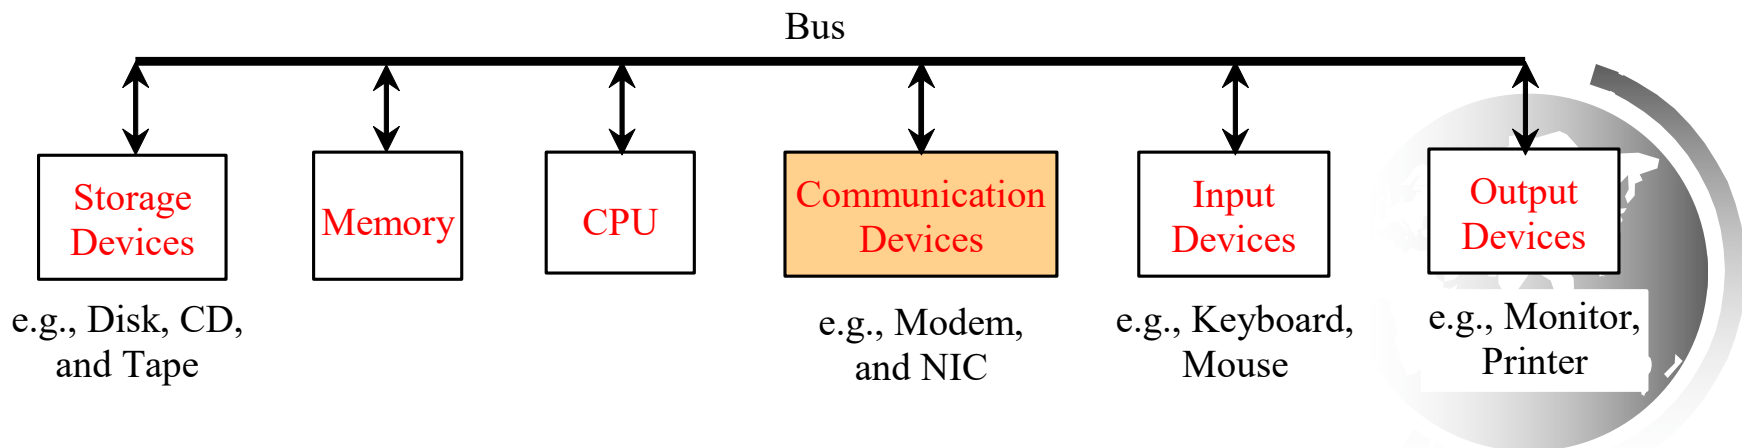 Bus
Storage
Devices
Memory
CPU
Communication
Devices
Input
Devices
Output
Devices
e.g., Disk, CD,
and Tape
e.g., Modem,
and NIC
e.g., Keyboard,
Mouse
e.g., Monitor,
Printer